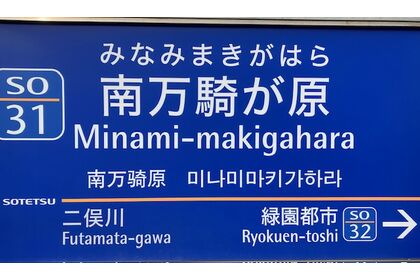 みなみまきがはら
SO
31
南万騎が原
Minami-makigahara
南万骑原 미나미마키가하라
SOTETSU
二俣川 緑園都市 SO
32
Futamata-gawa Ryokuen-toshi